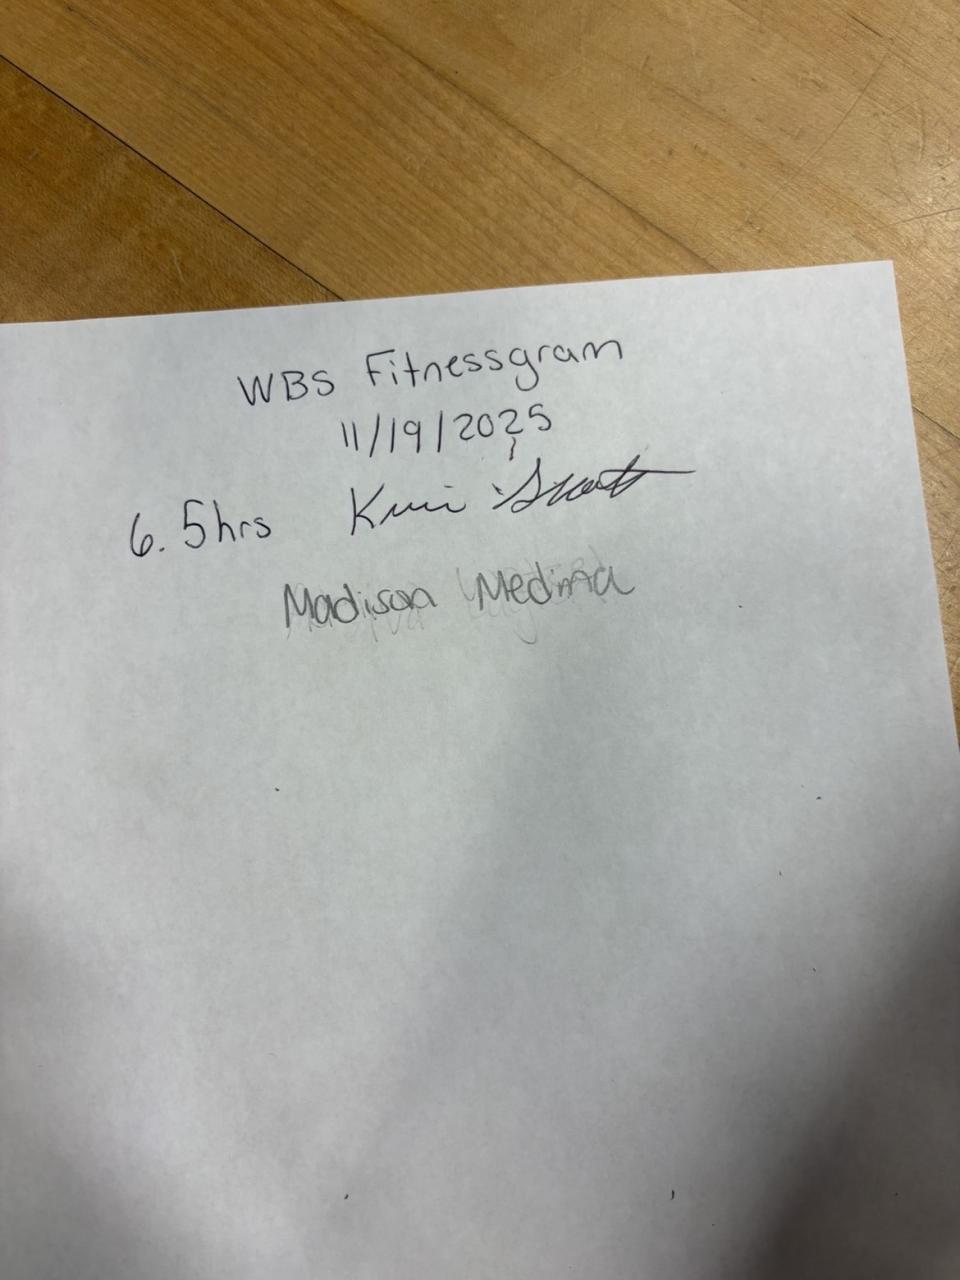 WBS Fitnessgram
11/19/2025
6.5hrs
Madison Medina